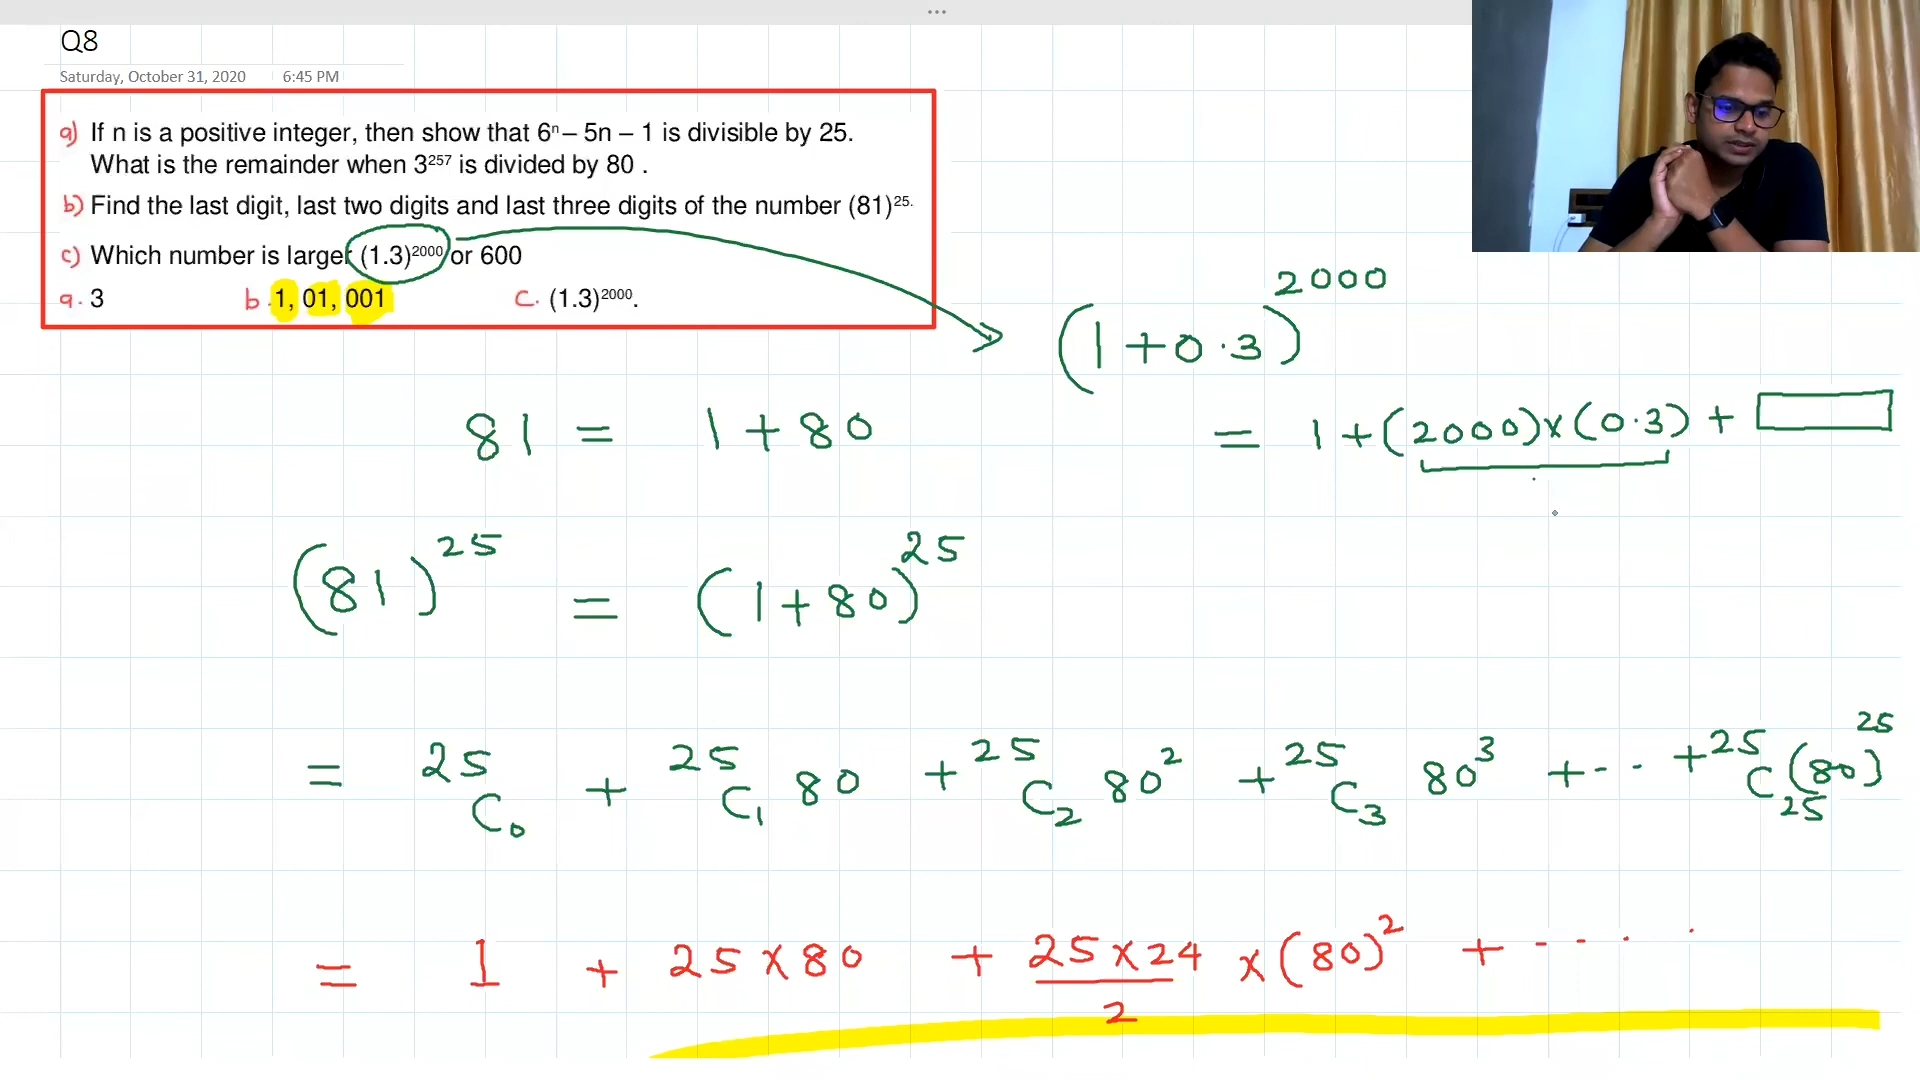 Q8
Saturday, October 31, 2020 6:45 PM
a) If n is a positive integer, then show that 6ⁿ – 5n – 1 is divisible by 25.
What is the remainder when 3²⁵⁷ is divided by 80 .
b) Find the last digit, last two digits and last three digits of the number (81)²⁵·
c) Which number is larger (1.3)²⁰⁰⁰ or 600
a. 3 b. 1, 01, 001 c. (1.3)²⁰⁰⁰.
(1+0.3)²⁰⁰⁰
81 = 1+80
= 1+(2000)×(0.3) +
(81)²⁵ = (1+80)²⁵
= ²⁵C₀ + ²⁵C₁ 80 + ²⁵C₂ 80² + ²⁵C₃ 80³ + - - + ²⁵C₂₅ (80)²⁵
= 1 + 25×80 + 25×24/2 × (80)² + - - - -